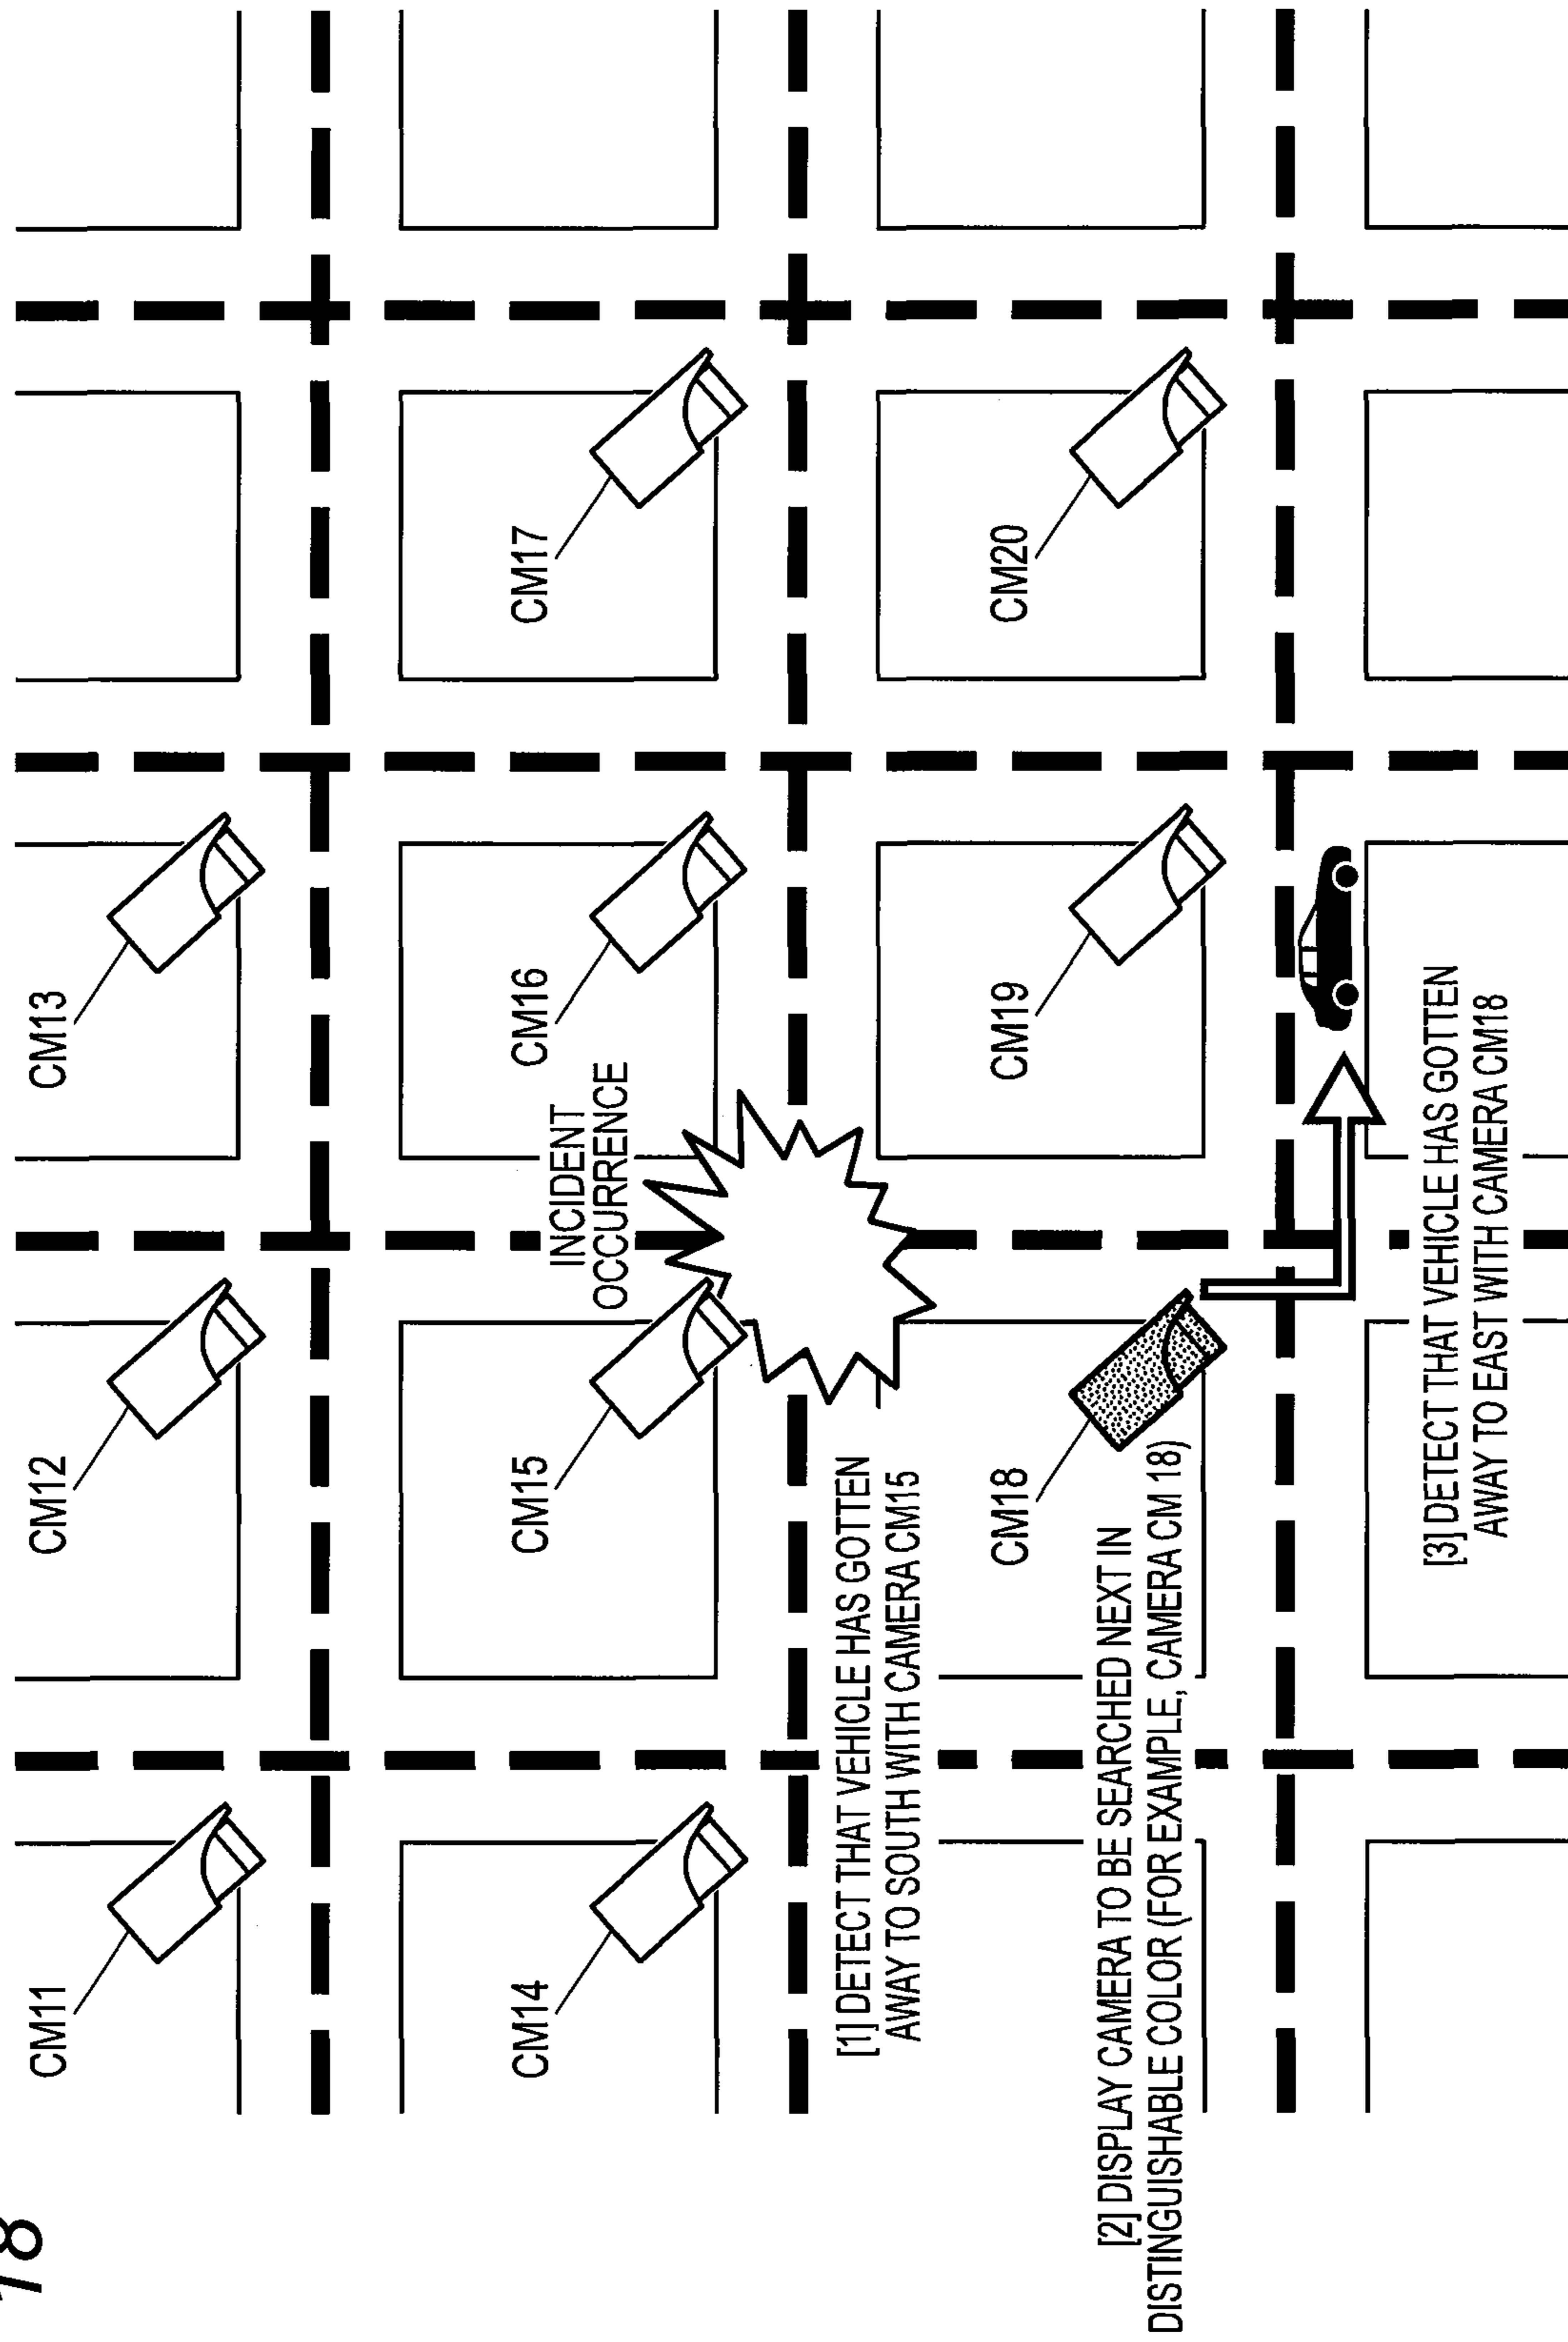 18
CM11
CM12
CM13
CM14
CM15
CM16
CM17
INCIDENT
OCCURRENCE
[1] DETECT THAT VEHICLE HAS GOTTEN
AWAY TO SOUTH WITH CAMERA CM15
CM18
CM19
CM20
[2] DISPLAY CAMERA TO BE SEARCHED NEXT IN
DISTINGUISHABLE COLOR (FOR EXAMPLE, CAMERA CM 18)
[3] DETECT THAT VEHICLE HAS GOTTEN
AWAY TO EAST WITH CAMERA CM18